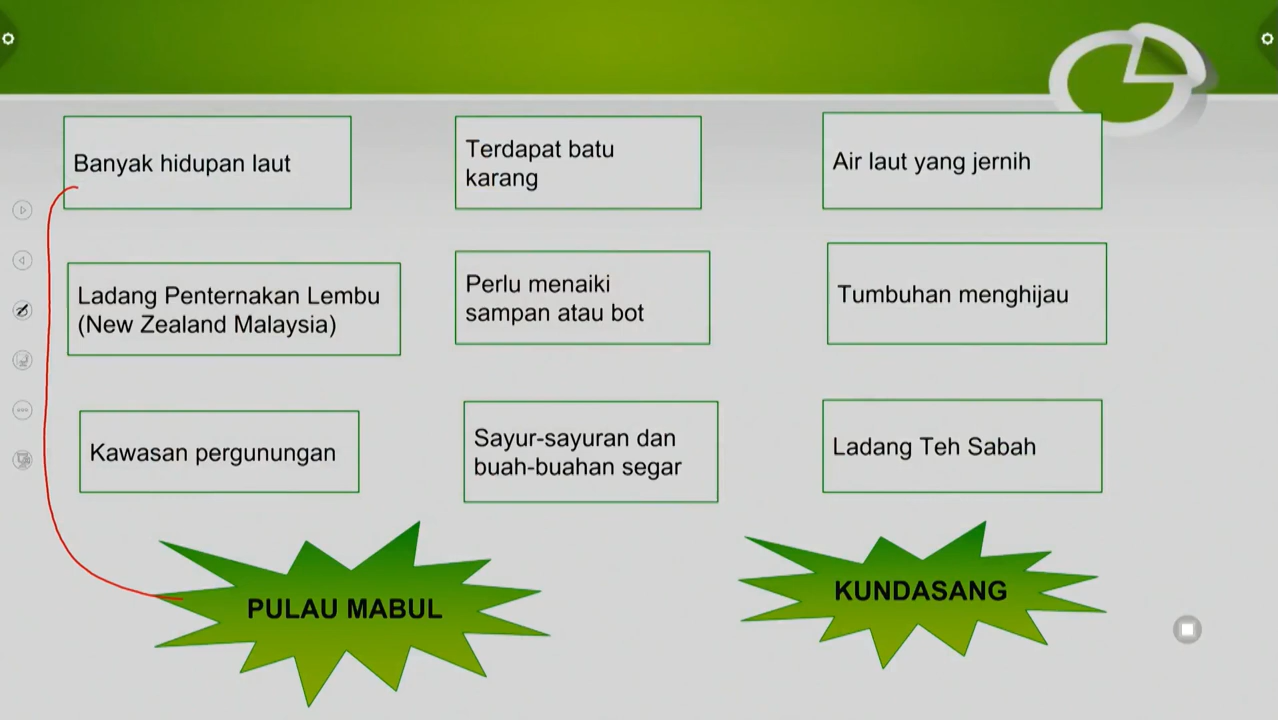 Banyak hidupan laut
Terdapat batu
karang
Air laut yang jernih
Ladang Penternakan Lembu
(New Zealand Malaysia)
Perlu menaiki
sampan atau bot
Tumbuhan menghijau
Kawasan pergunungan
Sayur-sayuran dan
buah-buahan segar
Ladang Teh Sabah
PULAU MABUL
KUNDASANG